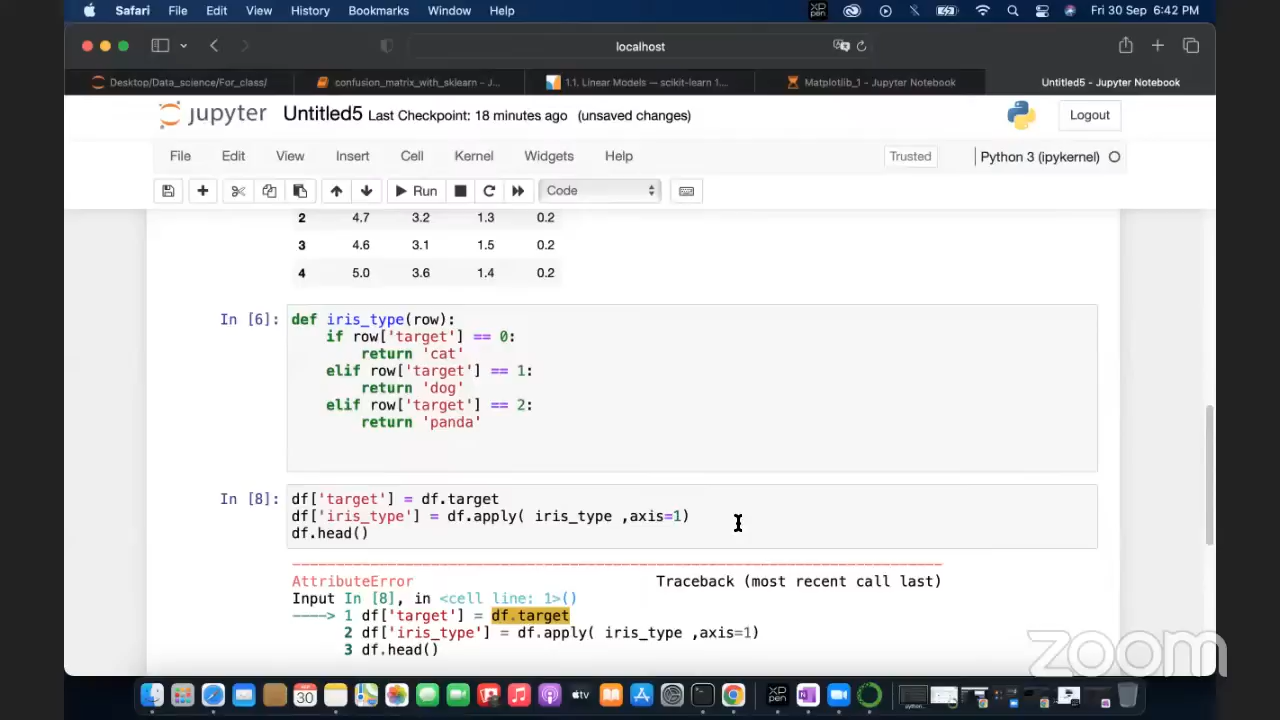 Safari File Edit View History Bookmarks Window Help XP pen Fri 30 Sep 6:42 PM
localhost
Desktop/Data_science/For_class/ confusion_matrix_with_sklearn - J... 1.1. Linear Models — scikit-learn 1.... Matplotlib_1 - Jupyter Notebook Untitled5 - Jupyter Notebook
jupyter Untitled5 Last Checkpoint: 18 minutes ago (unsaved changes) Logout
File Edit View Insert Cell Kernel Widgets Help Trusted Python 3 (ipykernel)
Run Code
2 4.7 3.2 1.3 0.2
3 4.6 3.1 1.5 0.2
4 5.0 3.6 1.4 0.2
In [6]: def iris_type(row):
if row['target'] == 0:
return 'cat'
elif row['target'] == 1:
return 'dog'
elif row['target'] == 2:
return 'panda'
In [8]: df['target'] = df.target
df['iris_type'] = df.apply( iris_type ,axis=1)
df.head()
AttributeError Traceback (most recent call last)
Input In [8], in <cell line: 1>()
----> 1 df['target'] = df.target
2 df['iris_type'] = df.apply( iris_type ,axis=1)
3 df.head()
zoom
SEP
30
tv
XP
pen